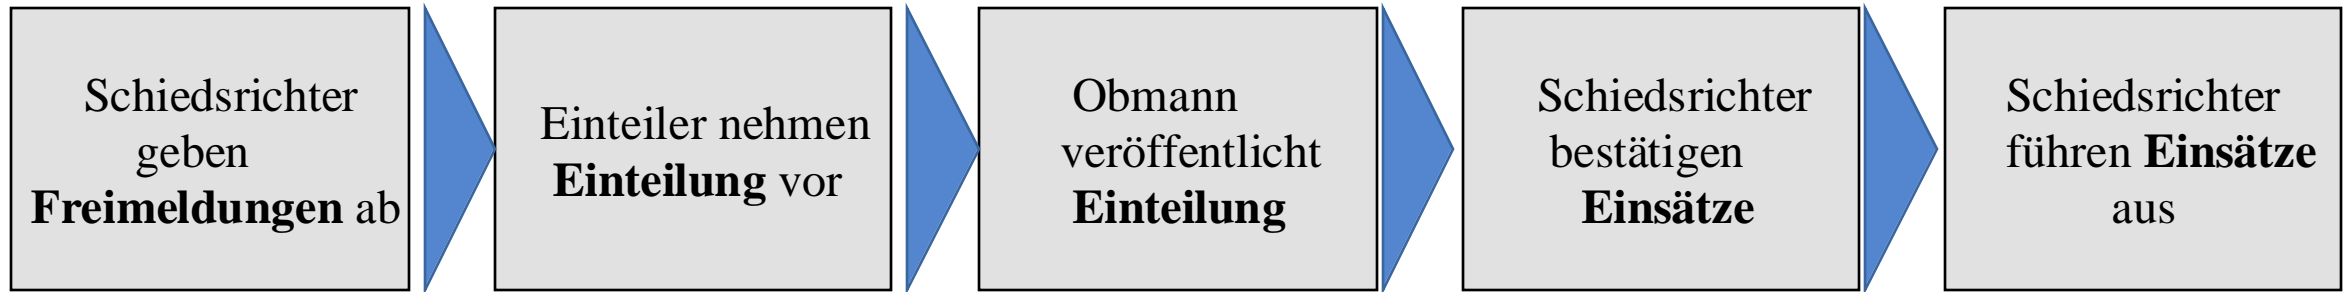 Schiedsrichter
geben
Freimeldungen ab
Einteiler nehmen
Einteilung vor
Obmann
veröffentlicht
Einteilung
Schiedsrichter
bestätigen
Einsätze
Schiedsrichter
führen Einsätze
aus